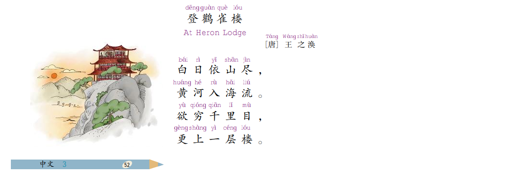 dēng guàn què lóu
登鹳雀楼
At Heron Lodge
Táng Wáng zhī huàn
[唐] 王之涣
bái rì yī shān jìn
白日依山尽，
huáng hé rù hǎi liú
黄河入海流。
yù qióng qiān lǐ mù
欲穷千里目，
gèng shàng yī céng lóu
更上一层楼。
中文 3
52